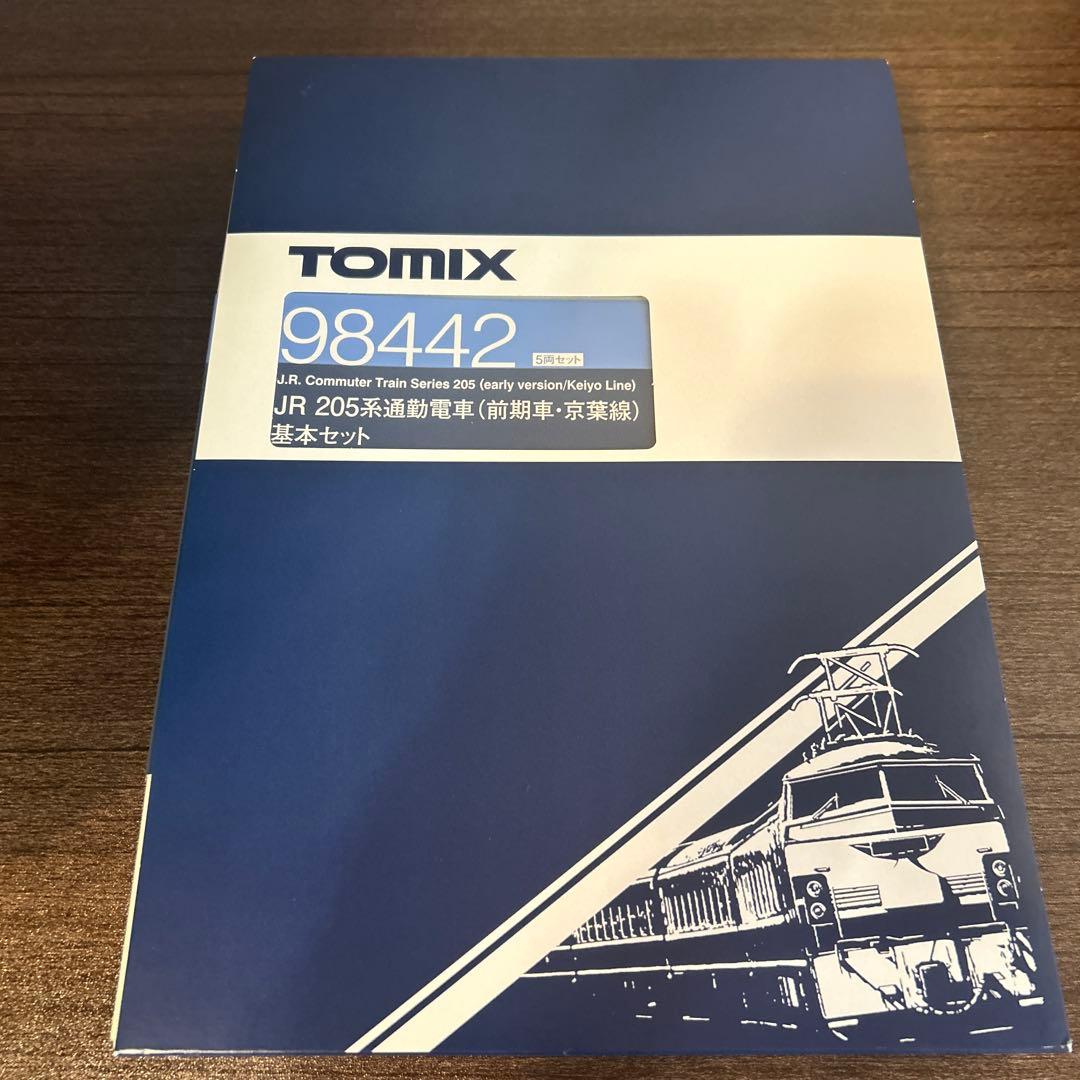 TOMIX
98442 5両セット
J.R. Commuter Train Series 205 (early version/Keiyo Line)
JR 205系通勤電車(前期車・京葉線)
基本セット